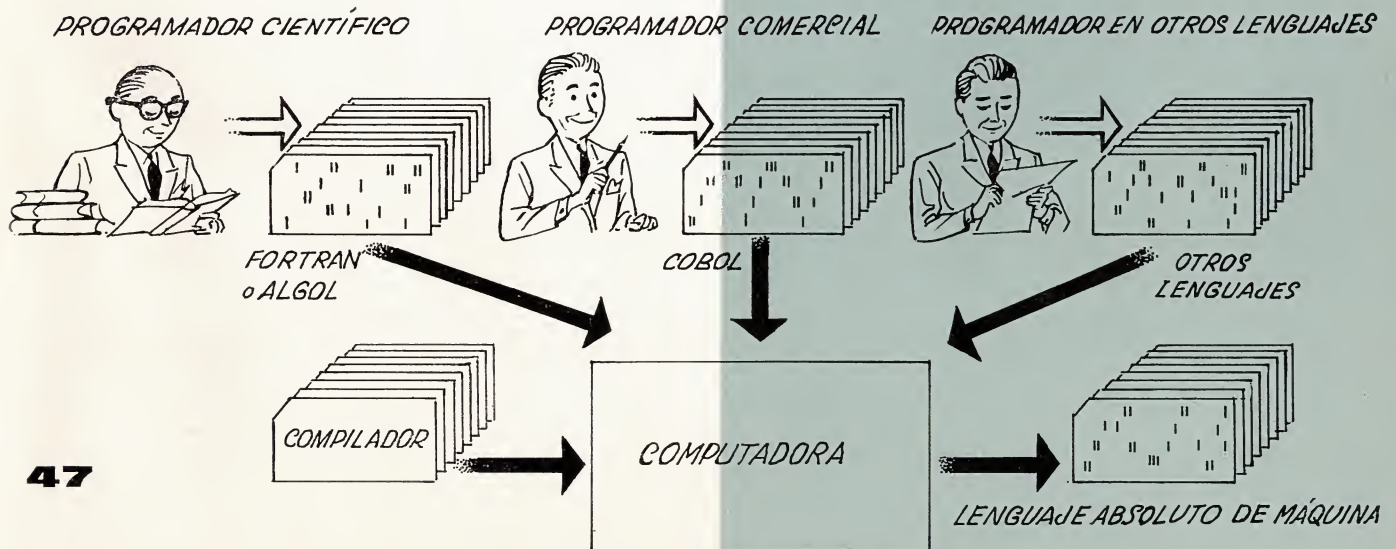 PROGRAMADOR CIENTÍFICO
PROGRAMADOR COMERCIAL
PROGRAMADOR EN OTROS LENGUAJES
FORTRAN
o ALGOL
COBOL
OTROS
LENGUAJES
COMPILADOR
COMPUTADORA
47
LENGUAJE ABSOLUTO DE MÁQUINA